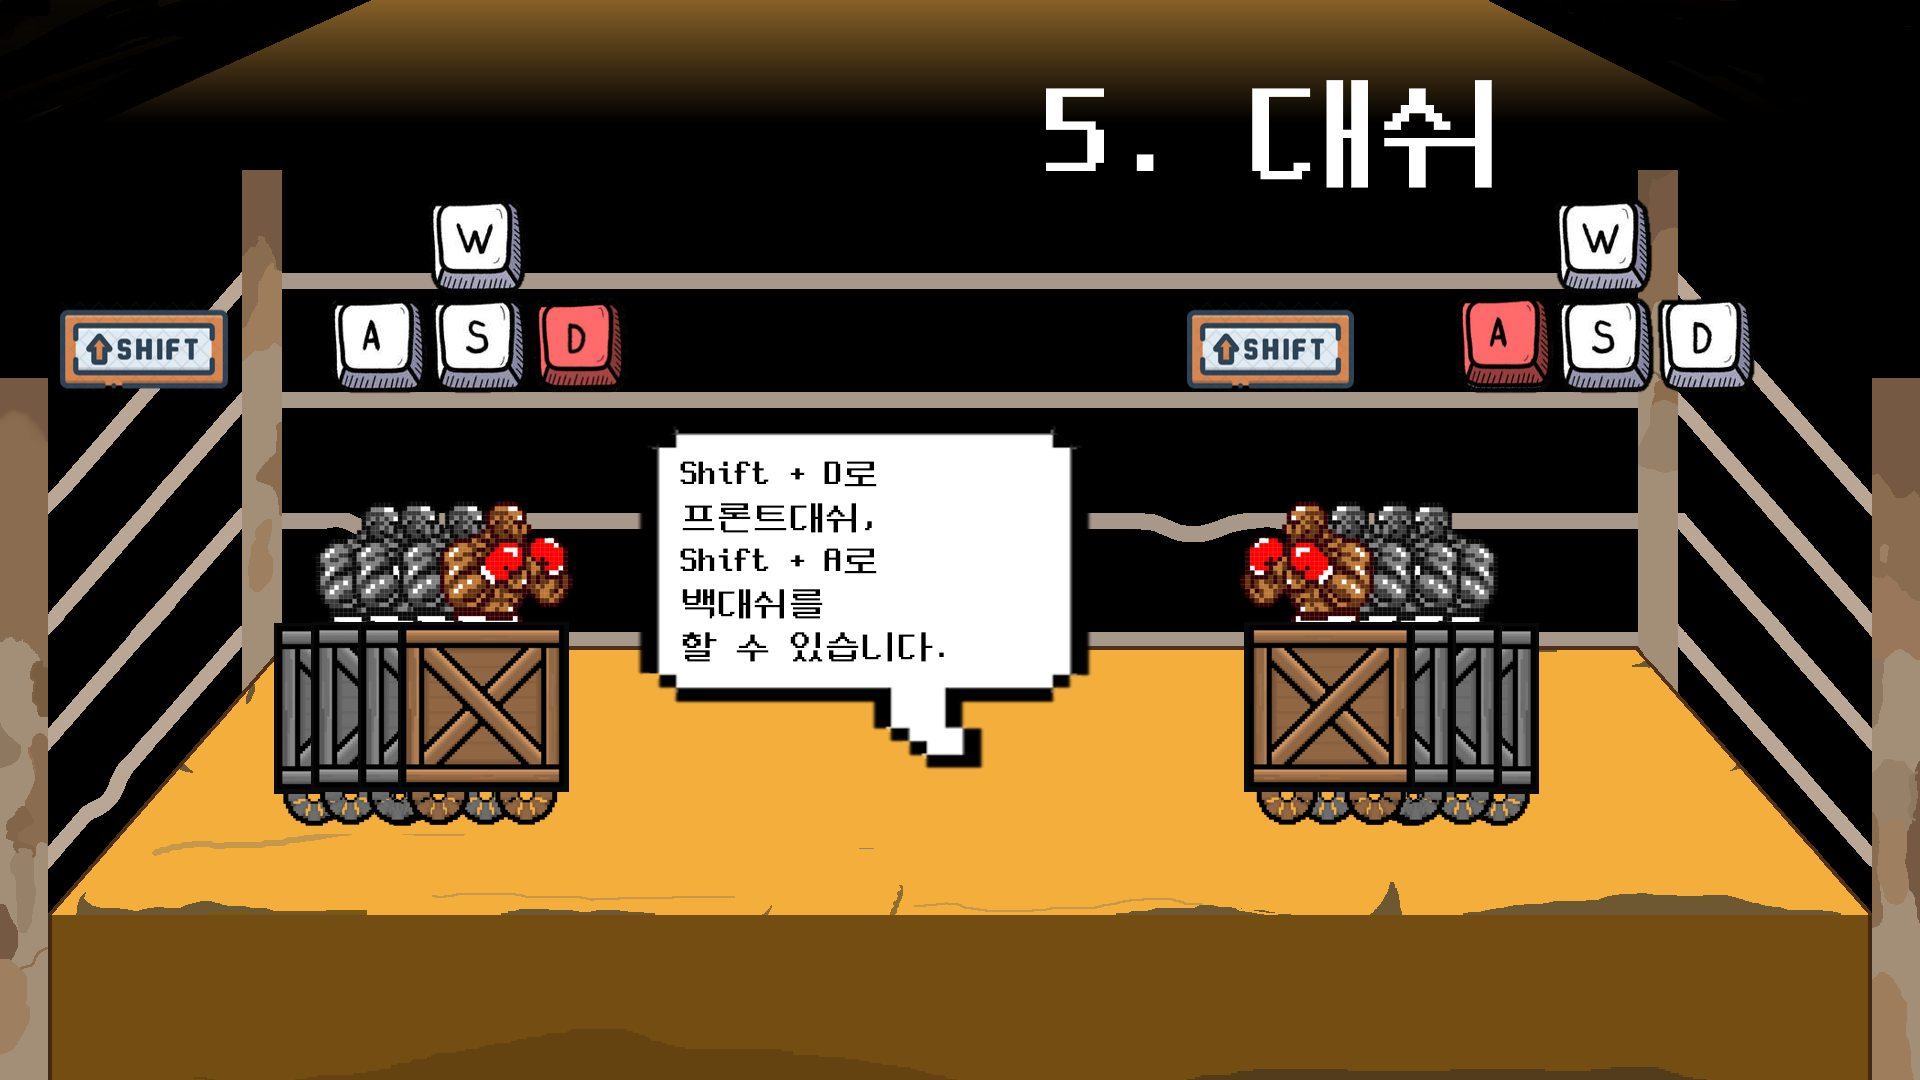 5. 대쉬
W
W
SHIFT
A S D
SHIFT
A S D
Shift + D로
프론트대쉬,
Shift + A로
백대쉬를
할 수 있습니다.